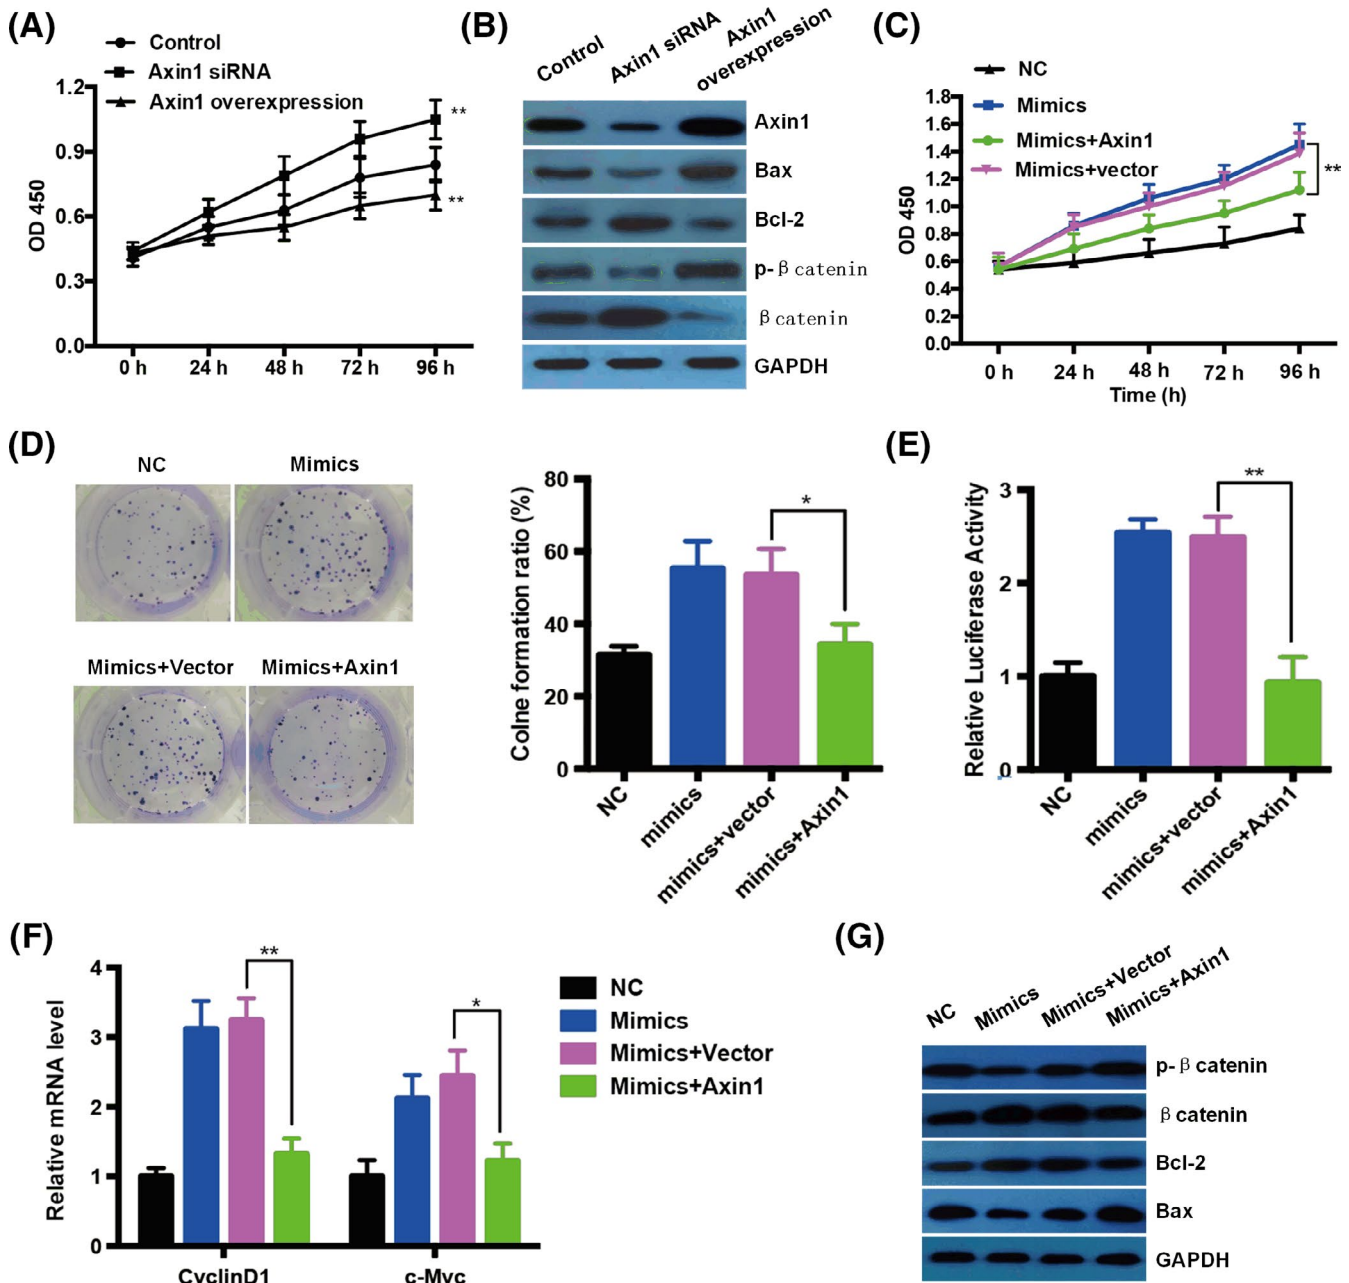 (A)
Control
Axin1 siRNA
Axin1 overexpression
OD 450
1.2
0.9
0.6
0.3
0.0
**
**
0 h
24 h
48 h
72 h
96 h
(B)
Control
Axin1 siRNA
Axin1
overexpression
Axin1
Bax
Bcl-2
p-β catenin
β catenin
GAPDH
(C)
NC
Mimics
Mimics+Axin1
Mimics+vector
OD 450
1.8
1.6
1.4
1.2
1.0
0.8
0.6
0.4
0.2
0.0
**
0 h
24 h
48 h
72 h
96 h
Time (h)
(D)
NC
Mimics
Mimics+Vector
Mimics+Axin1
Colne formation ratio (%)
80
60
40
20
0
*
NC
mimics
mimics+vector
mimics+Axin1
(E)
Relative Luciferase Activity
3
2
1
0
**
NC
mimics
mimics+vector
mimics+Axin1
(F)
Relative mRNA level
4
3
2
1
0
**
*
CyclinD1
c-Myc
NC
Mimics
Mimics+Vector
Mimics+Axin1
(G)
NC
Mimics
Mimics+Vector
Mimics+Axin1
p-β catenin
β catenin
Bcl-2
Bax
GAPDH